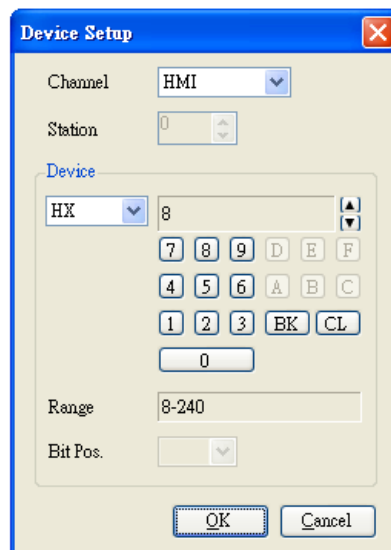 Device Setup
Channel HMI
Station 0
Device
HX 8
7 8 9 D E F
4 5 6 A B C
1 2 3 BK CL
0
Range 8-240
Bit Pos.
OK Cancel